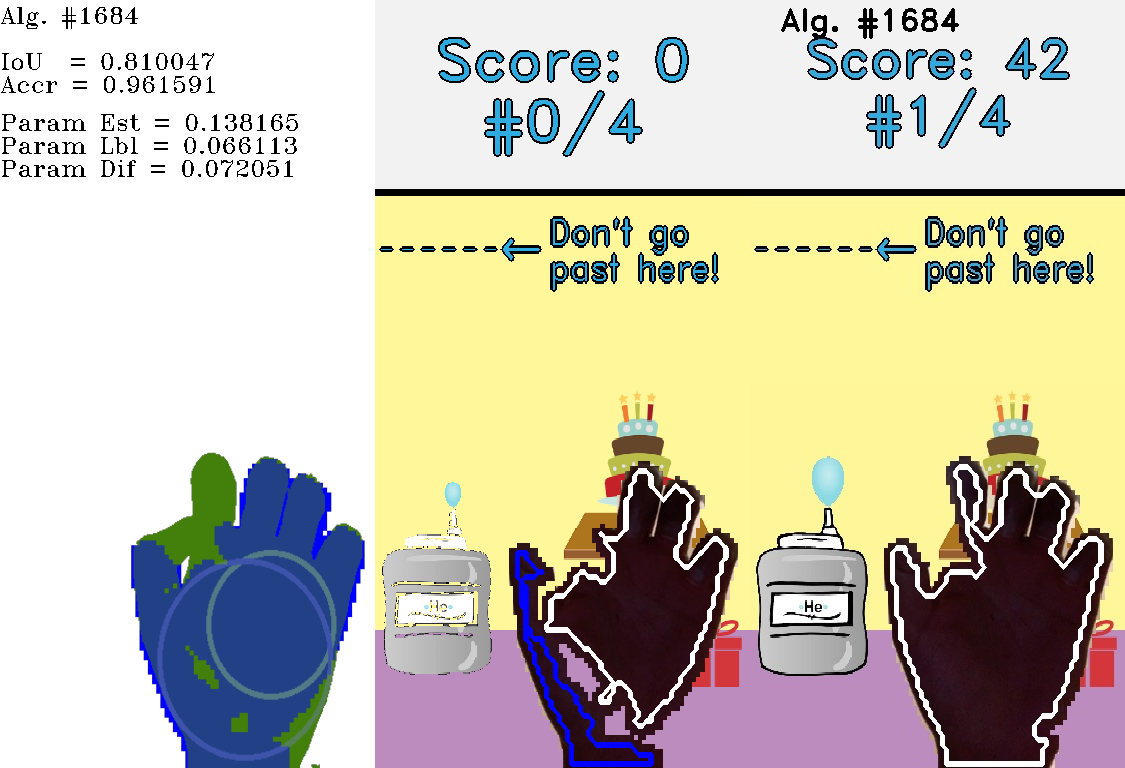 Alg. #1684
IoU = 0.810047
Accr = 0.961591
Param Est = 0.138165
Param Lbl = 0.066113
Param Dif = 0.072051
Score: 0
#0/4
Don't go
past here!
He
Alg. #1684
Score: 42
#1/4
Don't go
past here!
He